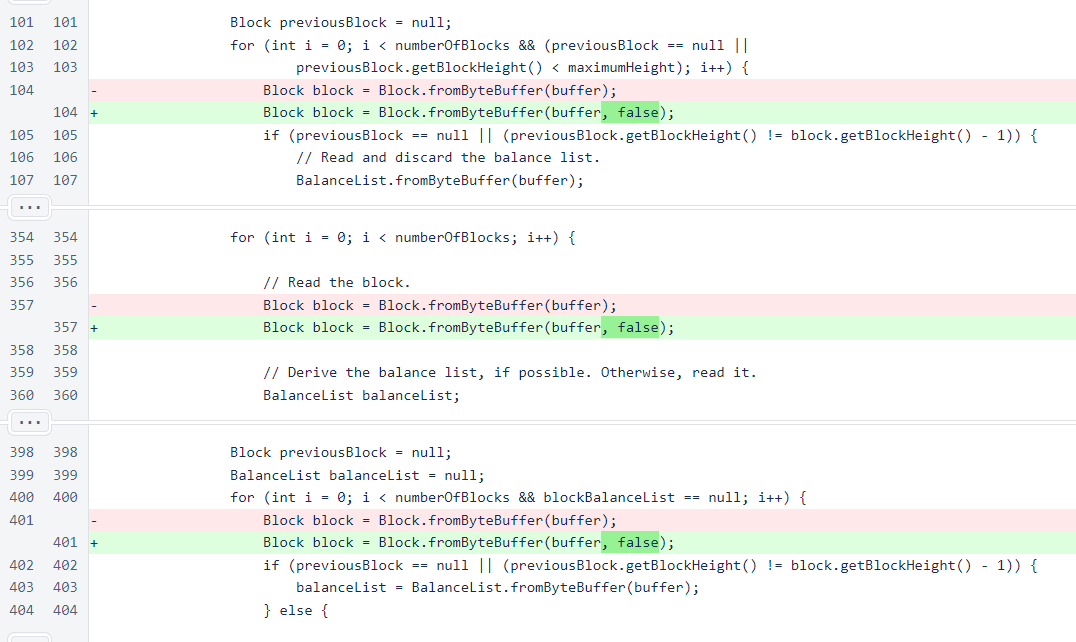 101 101 Block previousBlock = null;
102 102 for (int i = 0; i < numberOfBlocks && (previousBlock == null ||
103 103 previousBlock.getBlockHeight() < maximumHeight); i++) {
104 - Block block = Block.fromByteBuffer(buffer);
104 + Block block = Block.fromByteBuffer(buffer, false);
105 105 if (previousBlock == null || (previousBlock.getBlockHeight() != block.getBlockHeight() - 1)) {
106 106 // Read and discard the balance list.
107 107 BalanceList.fromByteBuffer(buffer);
...
354 354 for (int i = 0; i < numberOfBlocks; i++) {
355 355
356 356 // Read the block.
357 - Block block = Block.fromByteBuffer(buffer);
357 + Block block = Block.fromByteBuffer(buffer, false);
358 358
359 359 // Derive the balance list, if possible. Otherwise, read it.
360 360 BalanceList balanceList;
...
398 398 Block previousBlock = null;
399 399 BalanceList balanceList = null;
400 400 for (int i = 0; i < numberOfBlocks && blockBalanceList == null; i++) {
401 - Block block = Block.fromByteBuffer(buffer);
401 + Block block = Block.fromByteBuffer(buffer, false);
402 402 if (previousBlock == null || (previousBlock.getBlockHeight() != block.getBlockHeight() - 1)) {
403 403 balanceList = BalanceList.fromByteBuffer(buffer);
404 404 } else {